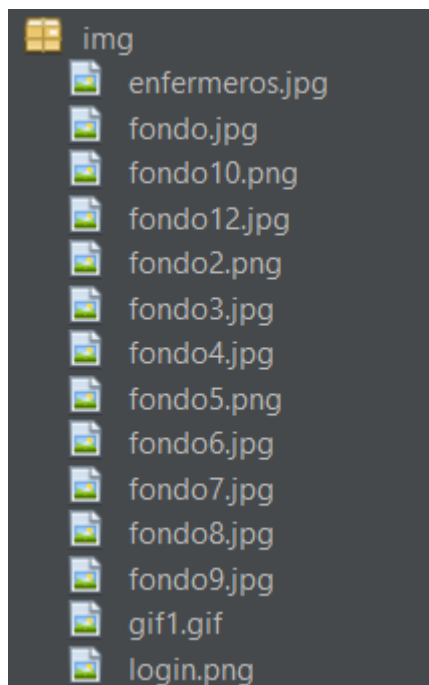 img
enfermeros.jpg
fondo.jpg
fondo10.png
fondo12.jpg
fondo2.png
fondo3.jpg
fondo4.jpg
fondo5.png
fondo6.jpg
fondo7.jpg
fondo8.jpg
fondo9.jpg
gif1.gif
login.png